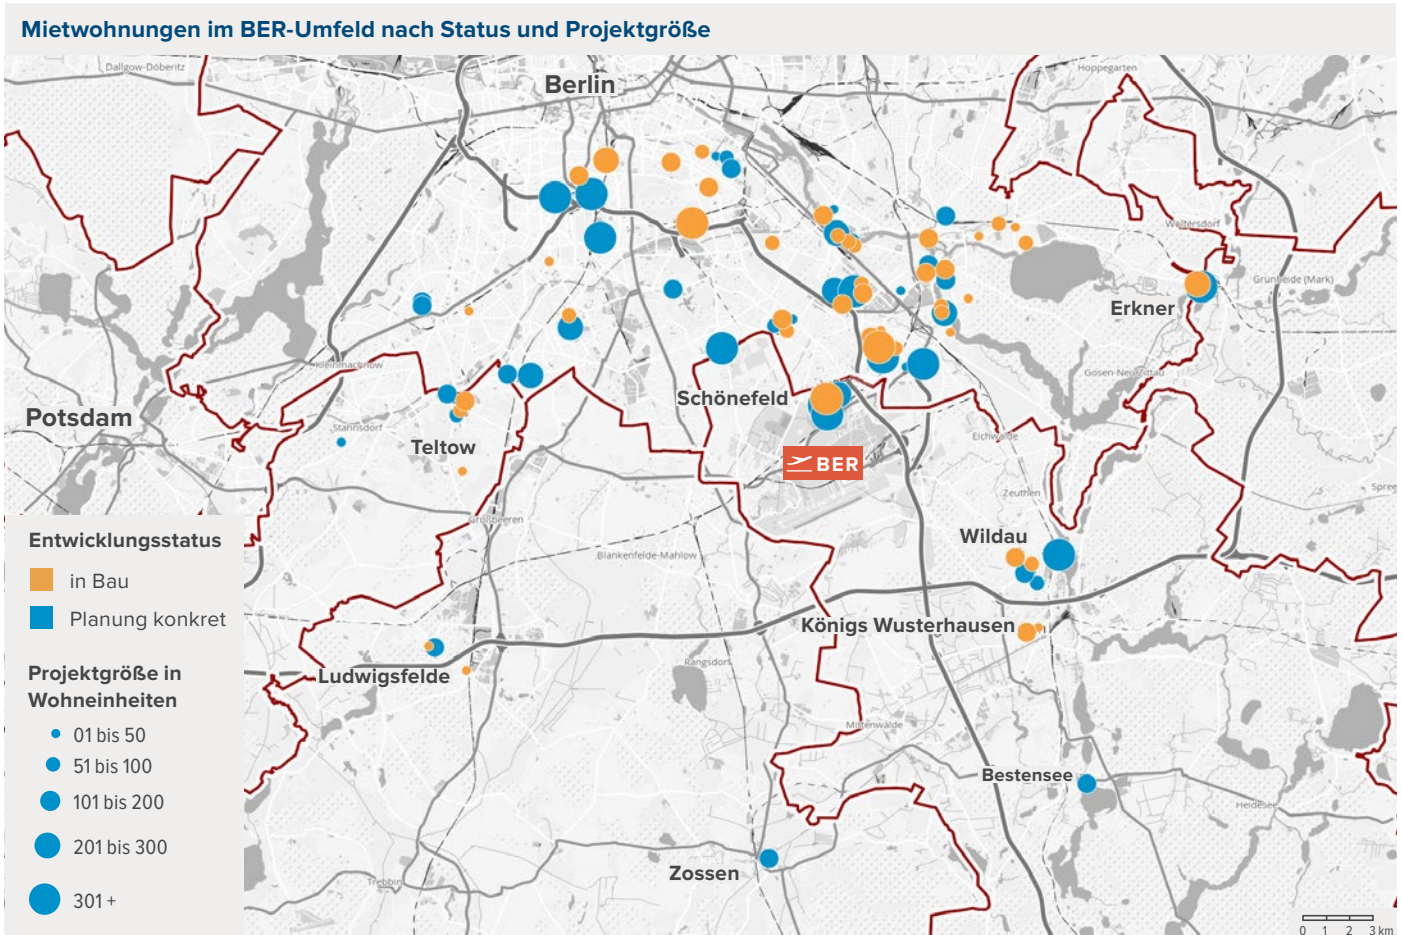 Mietwohnungen im BER-Umfeld nach Status und Projektgröße
Dallgow-Döberitz
Hoppegarten
Berlin
Woltersdorf
Grünheide (Mark)
Erkner
Kleinmachnow
Gosen-Neu Zittau
Schönefeld
Potsdam
Stahnsdorf
Teltow
Eichwalde
BER
Zeuthen
Spree
Großbeeren
Wildau
Blankenfelde-Mahlow
Entwicklungsstatus
in Bau
Planung konkret
Königs Wusterhausen
Rangsdorf
Ludwigsfelde
Projektgröße in
Wohneinheiten
01 bis 50
51 bis 100
101 bis 200
201 bis 300
301 +
Mittenwalde
Bestensee
Heidesee
Zossen
Trebbin
0 1 2 3 km